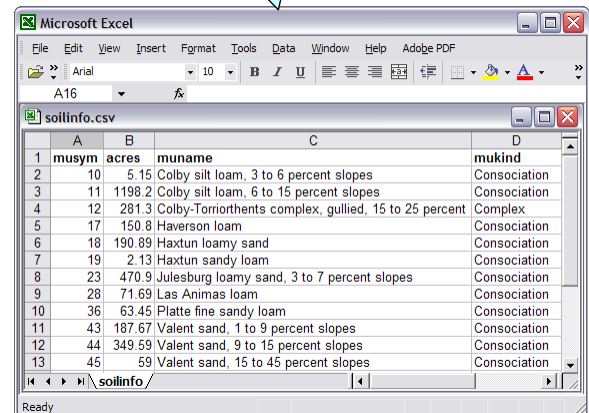 Microsoft Excel
File Edit View Insert Format Tools Data Window Help Adobe PDF
Arial 10 B I U A
A16 fx
soilinfo.csv
A B C D
1 musym acres muname mukind
2 10 5.15 Colby silt loam, 3 to 6 percent slopes Consociation
3 11 1198.2 Colby silt loam, 6 to 15 percent slopes Consociation
4 12 281.3 Colby-Torriorthents complex, gullied, 15 to 25 percent Complex
5 17 150.8 Haverson loam Consociation
6 18 190.89 Haxtun loamy sand Consociation
7 19 2.13 Haxtun sandy loam Consociation
8 23 470.9 Julesburg loamy sand, 3 to 7 percent slopes Consociation
9 28 71.69 Las Animas loam Consociation
10 36 63.45 Platte fine sandy loam Consociation
11 43 187.67 Valent sand, 1 to 9 percent slopes Consociation
12 44 349.59 Valent sand, 9 to 15 percent slopes Consociation
13 45 59 Valent sand, 15 to 45 percent slopes Consociation
soilinfo
Ready